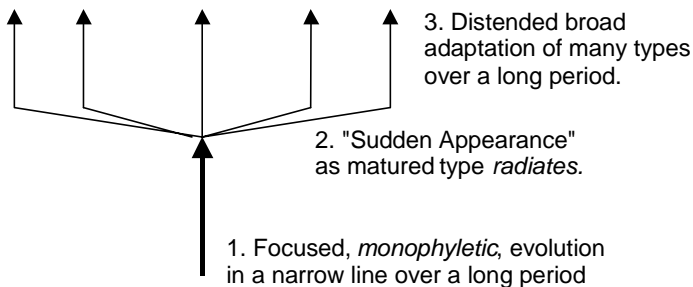 3. Distended broad
adaptation of many types
over a long period.
2. "Sudden Appearance"
as matured type radiates.
1. Focused, monophyletic, evolution
in a narrow line over a long period